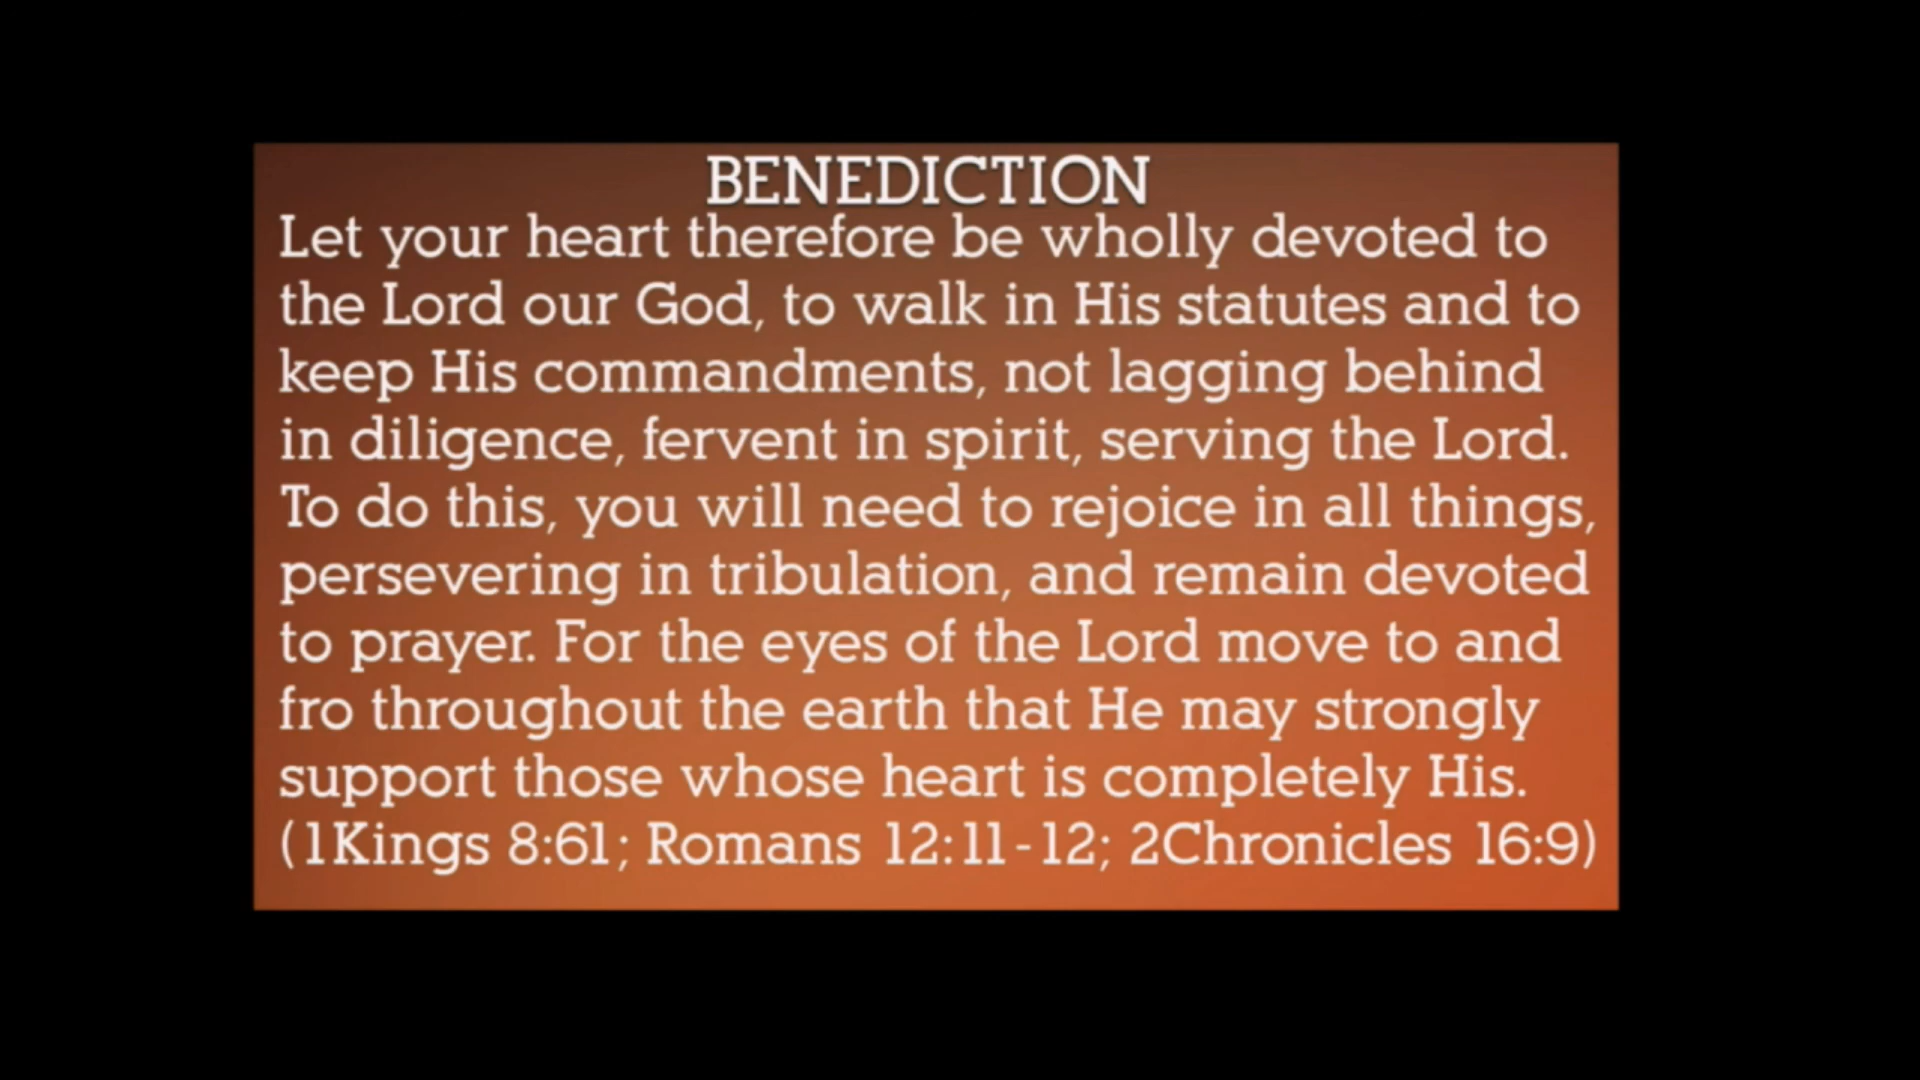 BENEDICTION
Let your heart therefore be wholly devoted to
the Lord our God, to walk in His statutes and to
keep His commandments, not lagging behind
in diligence, fervent in spirit, serving the Lord.
To do this, you will need to rejoice in all things,
persevering in tribulation, and remain devoted
to prayer. For the eyes of the Lord move to and
fro throughout the earth that He may strongly
support those whose heart is completely His.
(1Kings 8:61; Romans 12:11-12; 2Chronicles 16:9)